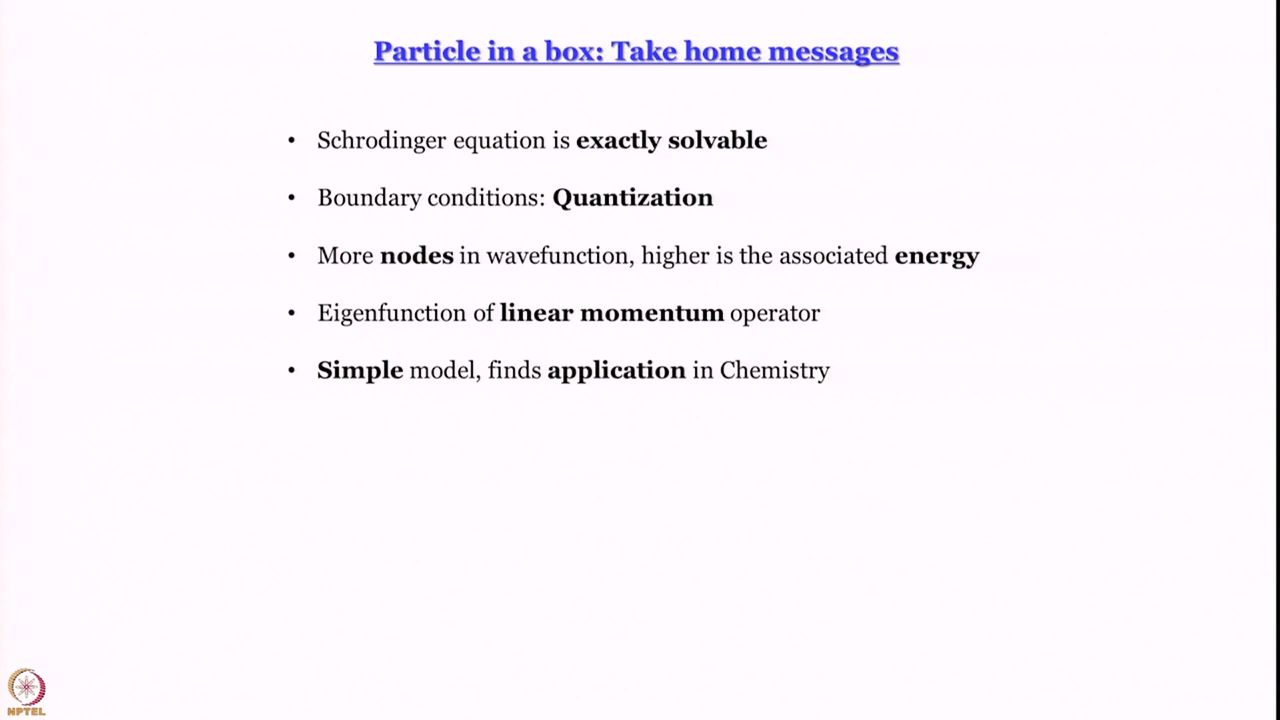 Particle in a box: Take home messages
• Schrodinger equation is exactly solvable
• Boundary conditions: Quantization
• More nodes in wavefunction, higher is the associated energy
• Eigenfunction of linear momentum operator
• Simple model, finds application in Chemistry
NPTEL